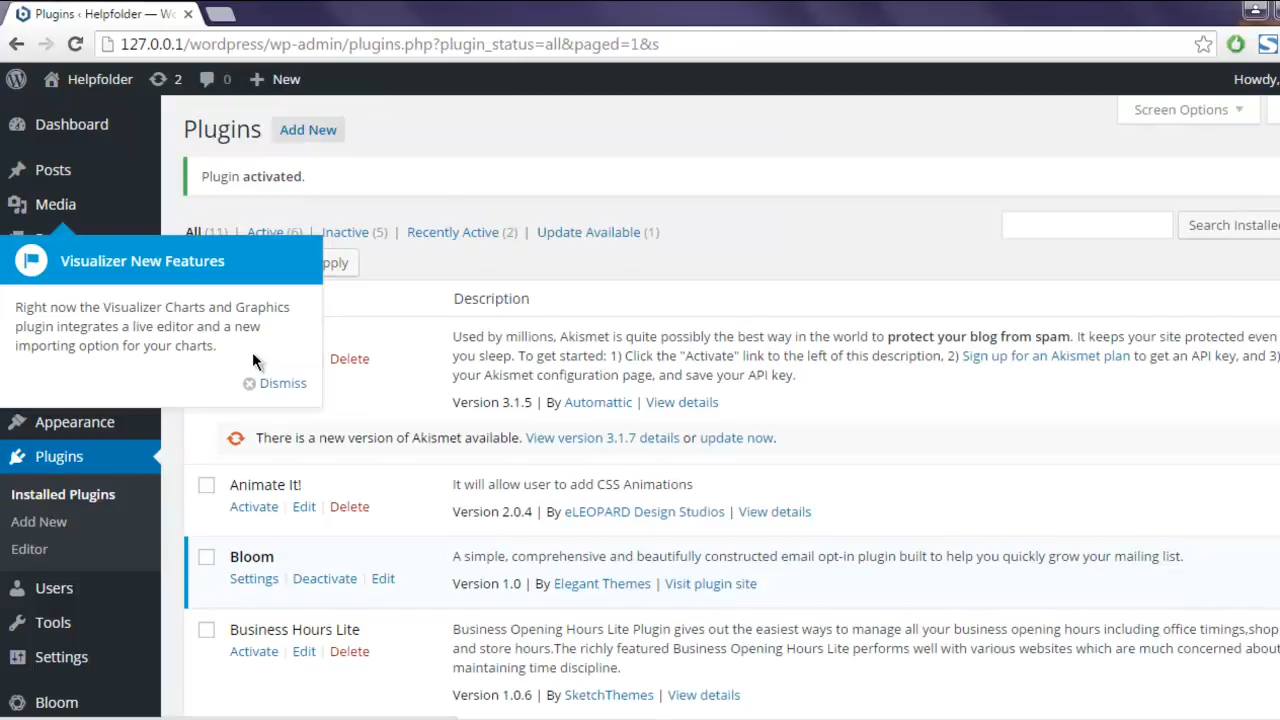 Plugins ‹ Helpfolder — Wo
127.0.0.1/wordpress/wp-admin/plugins.php?plugin_status=all&paged=1&s
Helpfolder 2 0 New Howdy,
Screen Options
Dashboard
Posts
Media
Plugins Add New
Plugin activated.
All (11) | Active (6) | Inactive (5) | Recently Active (2) | Update Available (1)
Search Installe
pply
Visualizer New Features
Right now the Visualizer Charts and Graphics
plugin integrates a live editor and a new
importing option for your charts.
Dismiss
Description
Delete
Used by millions, Akismet is quite possibly the best way in the world to protect your blog from spam. It keeps your site protected even
you sleep. To get started: 1) Click the "Activate" link to the left of this description, 2) Sign up for an Akismet plan to get an API key, and 3)
your Akismet configuration page, and save your API key.
Version 3.1.5 | By Automattic | View details
There is a new version of Akismet available. View version 3.1.7 details or update now.
Appearance
Plugins
Installed Plugins
Add New
Editor
Users
Tools
Settings
Bloom
Animate It!
Activate | Edit | Delete
It will allow user to add CSS Animations
Version 2.0.4 | By eLEOPARD Design Studios | View details
Bloom
Settings | Deactivate | Edit
A simple, comprehensive and beautifully constructed email opt-in plugin built to help you quickly grow your mailing list.
Version 1.0 | By Elegant Themes | Visit plugin site
Business Hours Lite
Activate | Edit | Delete
Business Opening Hours Lite Plugin gives out the easiest ways to manage all your business opening hours including office timings,shop
and store hours.The richly featured Business Opening Hours Lite performs well with various websites which are much concerned about
maintaining time discipline.
Version 1.0.6 | By SketchThemes | View details